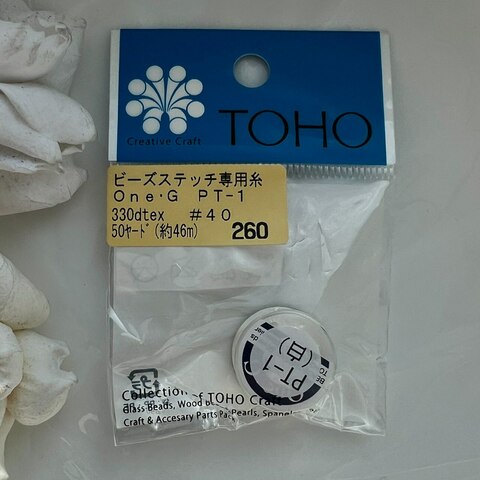 Creative Craft
TOHO
ビーズステッチ専用糸
One・G PT-1
330dtex #40
50ヤード(約46m) 260
PT-1
(白)
Collection of TOHO Craft
Glass Beads, Wood
Craft & Accesary Parts Pearls,